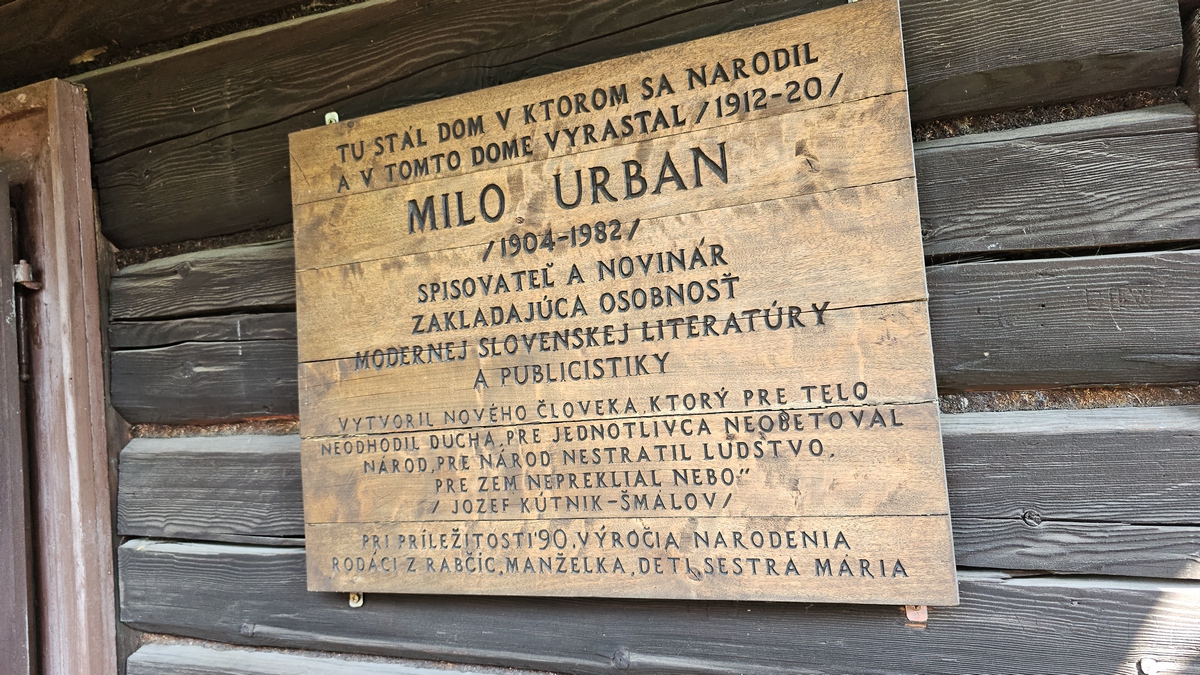 TU STÁL DOM V KTOROM SA NARODIL
A V TOMTO DOME VYRASTAL /1912-20/
MILO URBAN
/1904-1982/
SPISOVATEĽ A NOVINÁR
ZAKLADAJÚCA OSOBNOSŤ
MODERNEJ SLOVENSKEJ LITERATÚRY
A PUBLICISTIKY
VYTVORIL NOVÉHO ČLOVEKA, KTORÝ PRE TELO
NEODHODIL DUCHA, PRE JEDNOTLIVCA NEOBETOVAL
NÁROD, PRE NÁROD NESTRATIL ĽUDSTVO,
PRE ZEM NEPREKLIAL NEBO"
/JOZEF KÚTNIK-ŠMÁLOV/
PRI PRÍLEŽITOSTI '90. VÝROČIA NARODENIA
RODÁCI Z RABČÍC, MANŽELKA, DETI, SESTRA MÁRIA